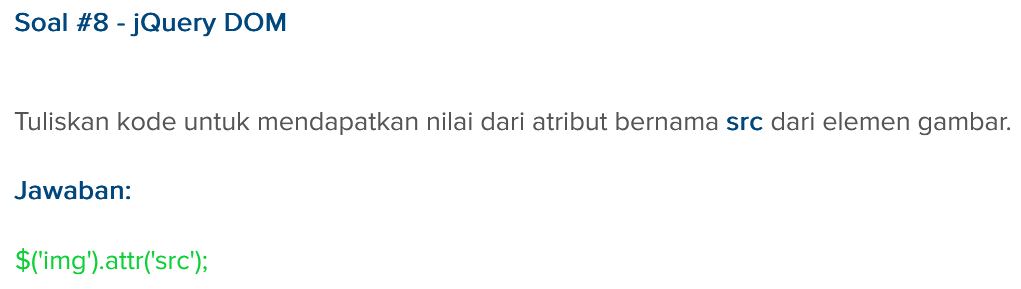 Soal #8 - jQuery DOM
Tuliskan kode untuk mendapatkan nilai dari atribut bernama src dari elemen gambar.
Jawaban:
$('img').attr('src');